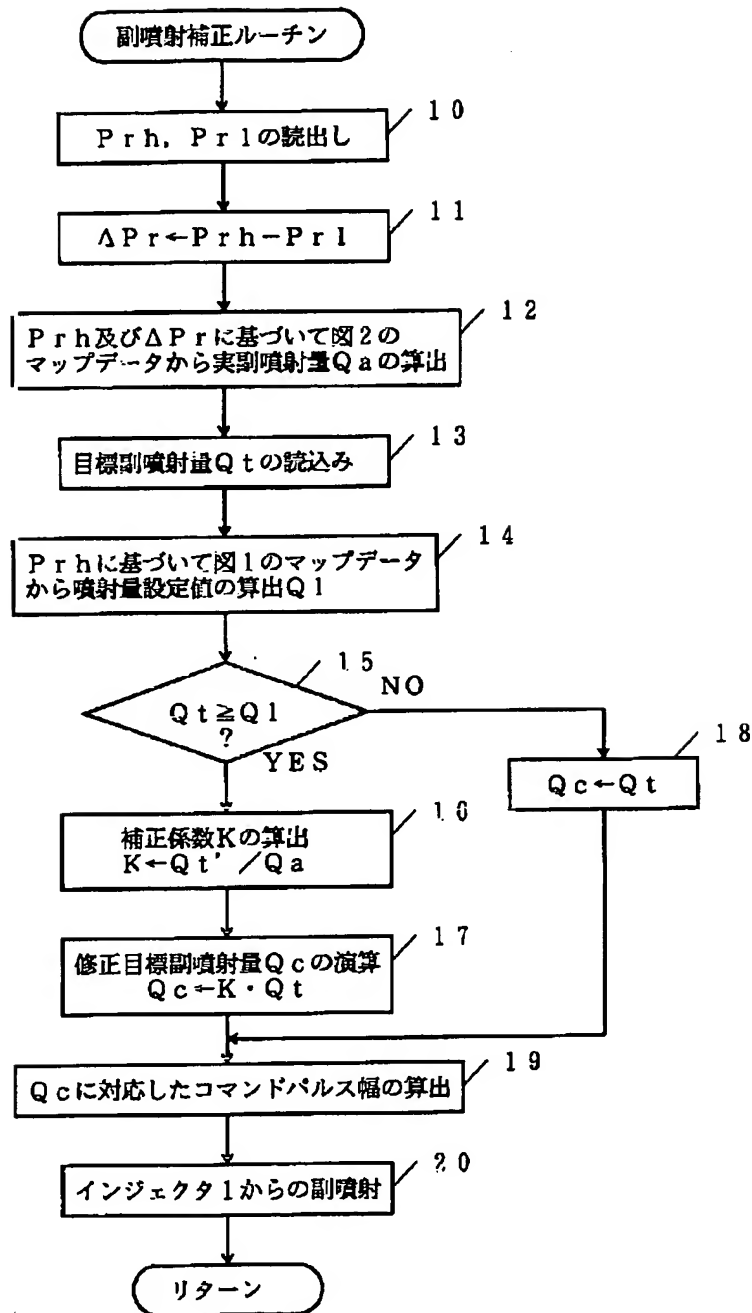 副噴射補正ルーチン
10
Prh, Prlの読出し
11
ΔPr←Prh−Prl
12
Prh及びΔPrに基づいて図2の
マップデータから実副噴射量Qaの算出
13
目標副噴射量Qtの読込み
14
Prhに基づいて図1のマップデータ
から噴射量設定値の算出Ql
15
NO
Qt≧Ql
?
YES
18
Qc←Qt
16
補正係数Kの算出
K←Qt'/Qa
17
修正目標副噴射量Qcの演算
Qc←K・Qt
19
Qcに対応したコマンドパルス幅の算出
20
インジェクタ1からの副噴射
リターン